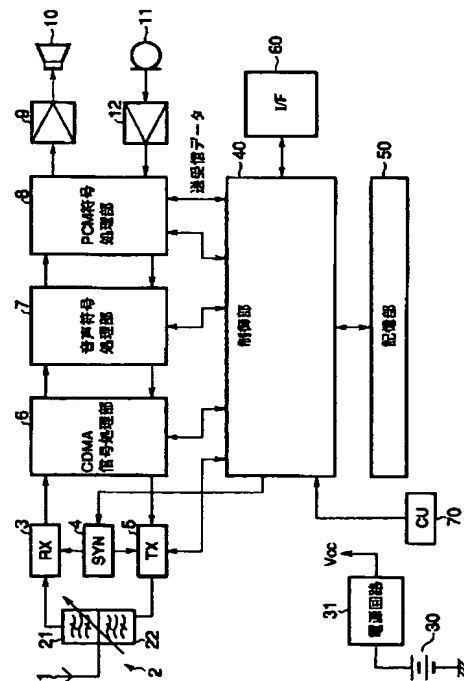 10
11
9
12
8
PCM符号
処理部
送受信データ
60
I/F
7
音声符号
処理部
40
制御部
50
記憶部
6
CDMA
信号処理部
3
RX
4
SYN
5
TX
21
22
1
2
70
CU
Vcc
31
電源回路
30